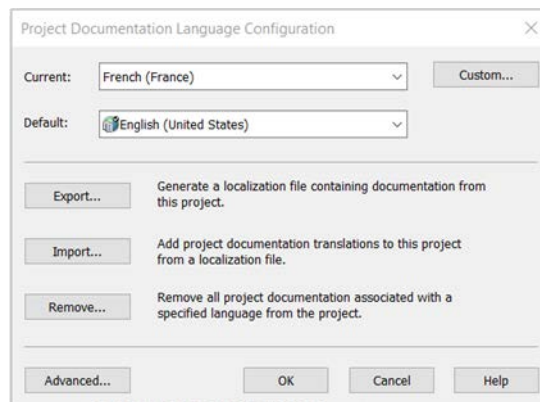 Project Documentation Language Configuration
Current: French (France) Custom...
Default: English (United States)
Export... Generate a localization file containing documentation from
this project.
Import... Add project documentation translations to this project
from a localization file.
Remove... Remove all project documentation associated with a
specified language from the project.
Advanced... OK Cancel Help